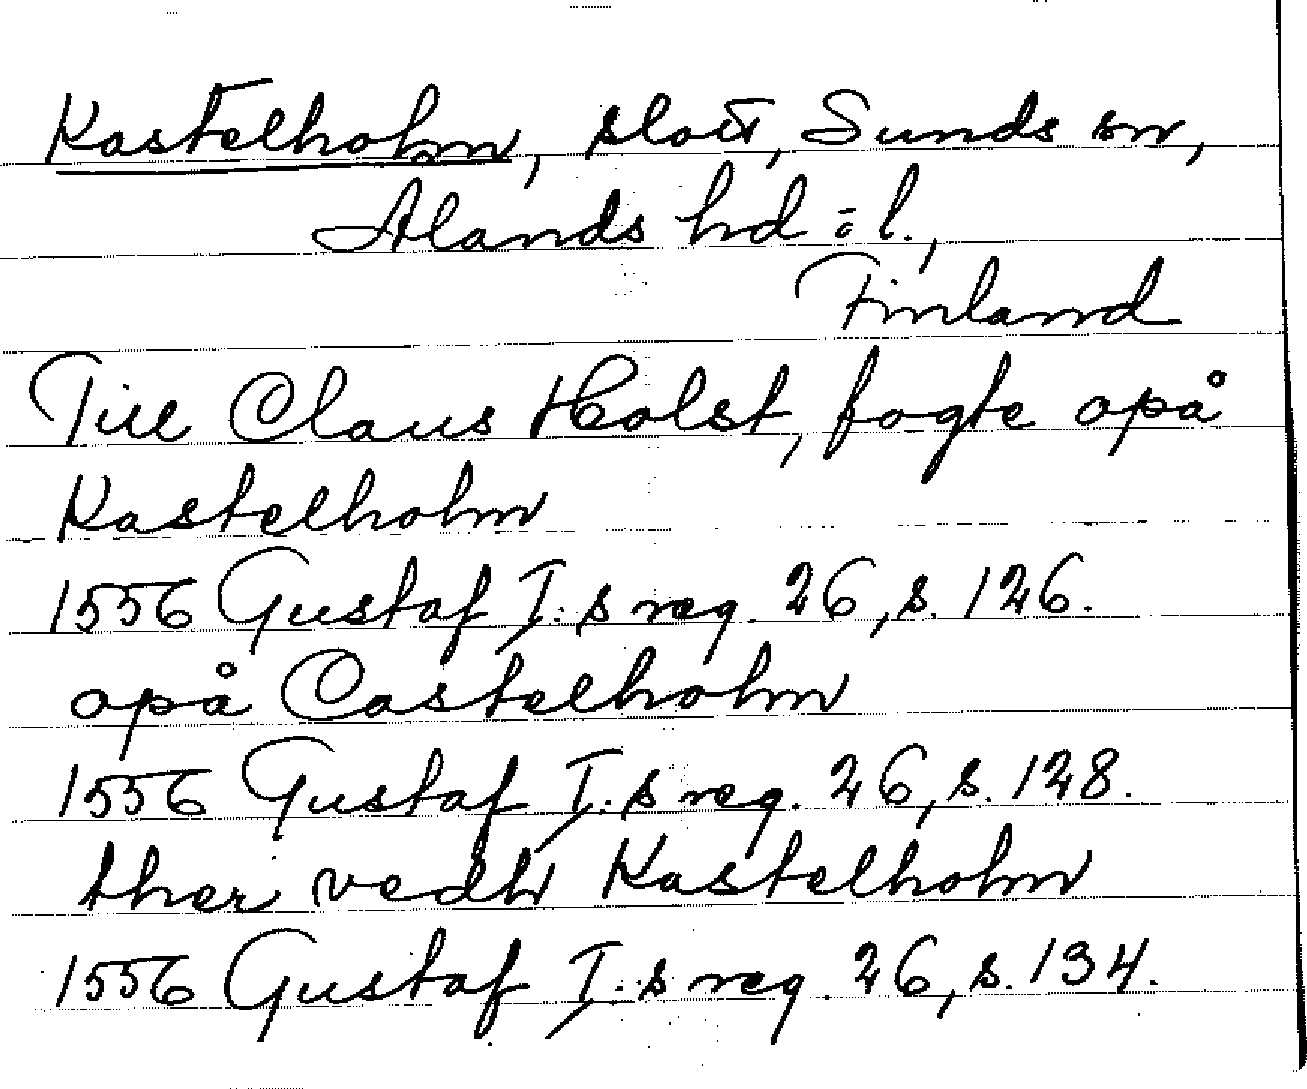 Kastelholm, slott, Sunds sn,
Ålands hd o l.,
Finland
Till Claus Holst, fogte opå
Kastelholm
1556 Gustaf I:s reg. 26, s. 126.
opå Castelholm
1556 Gustaf I:s reg. 26, s. 128.
ther vedh Kastelholm
1556 Gustaf I:s reg. 26, s. 134.